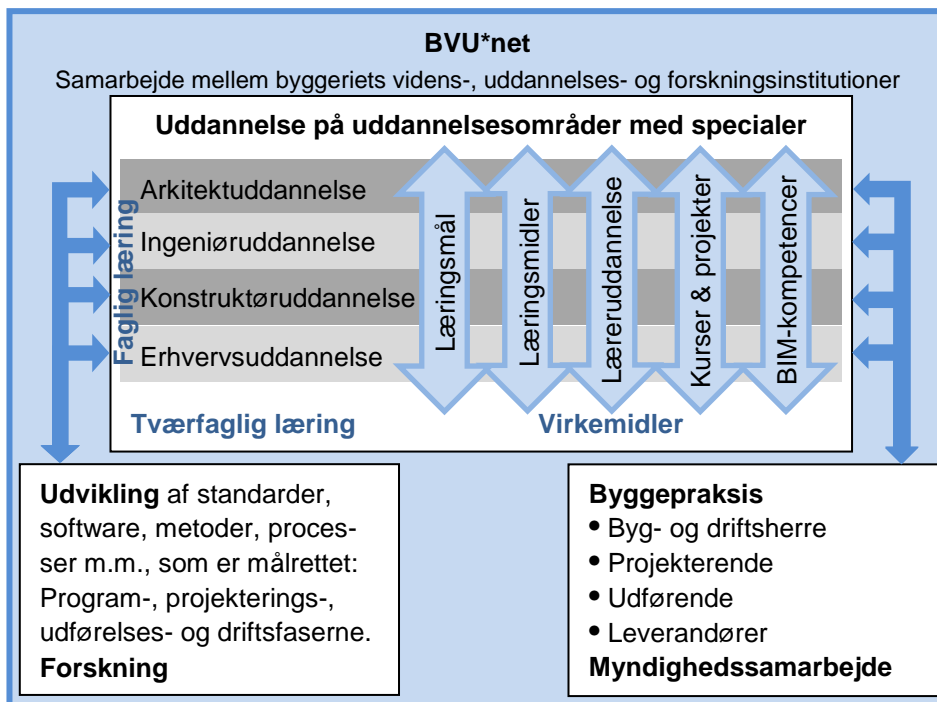 BVU*net
Samarbejde mellem byggeriets videns-, uddannelses- og forskningsinstitutioner
Uddannelse på uddannelsesområder med specialer
Faglig læring
Arkitektuddannelse
Ingeniøruddannelse
Konstruktøruddannelse
Erhvervsuddannelse
Læringsmål
Læringsmidler
Læreruddannelse
Kurser & projekter
BIM-kompetencer
Tværfaglig læring
Virkemidler
Udvikling af standarder,
software, metoder, proces-
ser m.m., som er målrettet:
Program-, projekterings-,
udførelses- og driftsfaserne.
Forskning
Byggepraksis
• Byg- og driftsherre
• Projekterende
• Udførende
• Leverandører
Myndighedssamarbejde